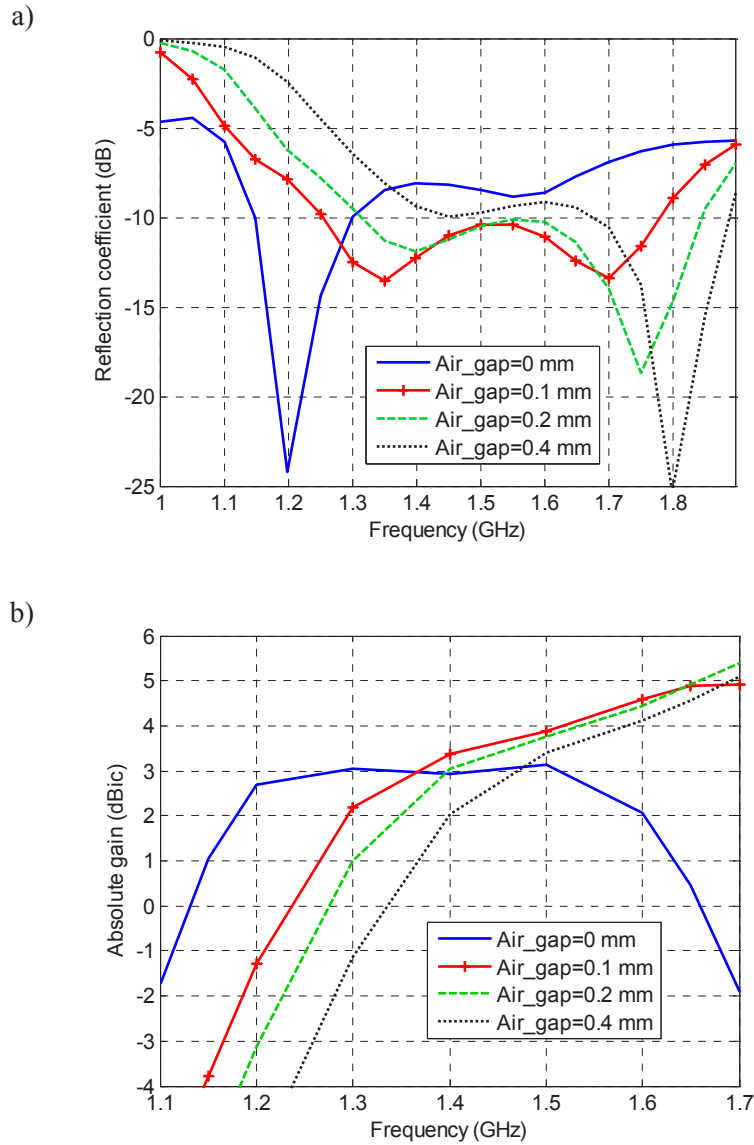 a)
0
-5
-10
-15
-20
-25
Reflection coefficient (dB)
Air_gap=0 mm
Air_gap=0.1 mm
Air_gap=0.2 mm
Air_gap=0.4 mm
1 1.1 1.2 1.3 1.4 1.5 1.6 1.7 1.8
Frequency (GHz)
b)
6
5
4
3
2
1
0
-1
-2
-3
-4
Absolute gain (dBic)
Air_gap=0 mm
Air_gap=0.1 mm
Air_gap=0.2 mm
Air_gap=0.4 mm
1.1 1.2 1.3 1.4 1.5 1.6 1.7
Frequency (GHz)